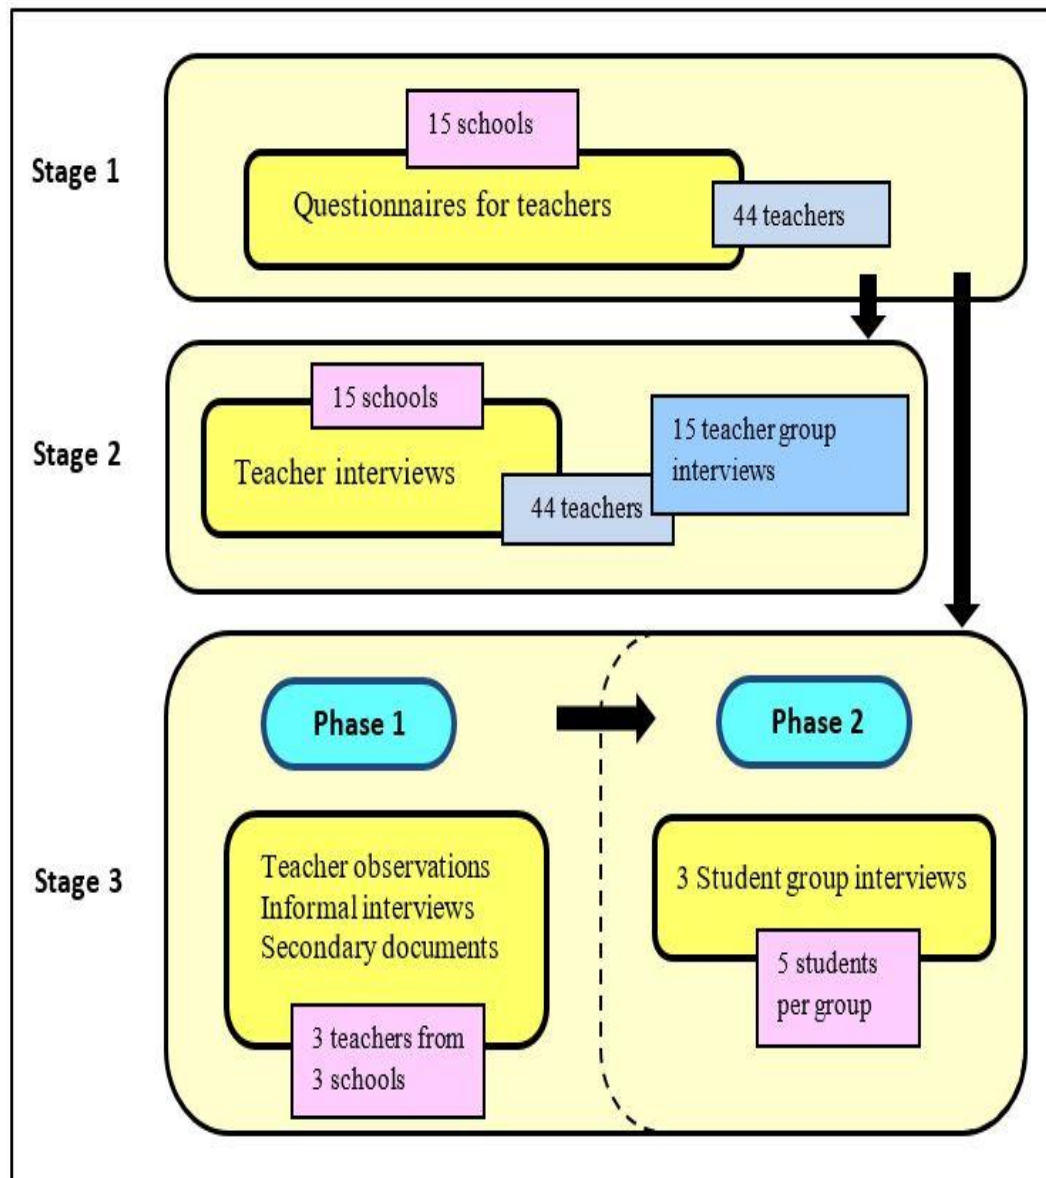 Stage 1
15 schools
Questionnaires for teachers
44 teachers
Stage 2
15 schools
Teacher interviews
44 teachers
15 teacher group
interviews
Stage 3
Phase 1
Teacher observations
Informal interviews
Secondary documents
3 teachers from
3 schools
Phase 2
3 Student group interviews
5 students
per group